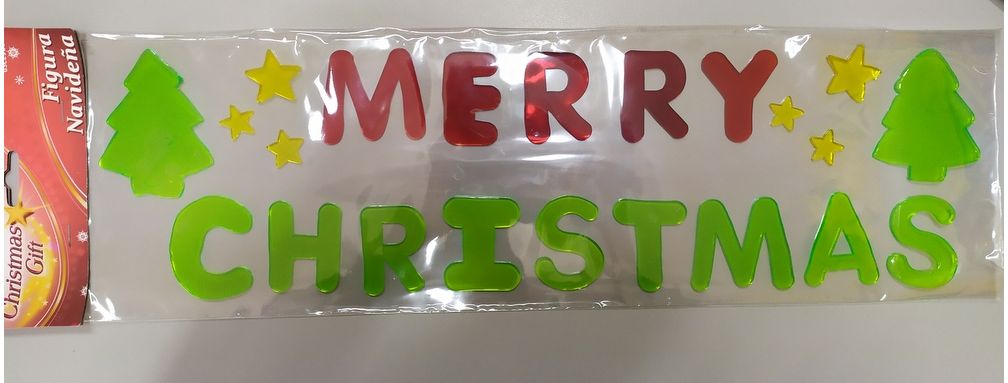 Figura
Navideña
Christmas
Gift
MERRY
CHRISTMAS